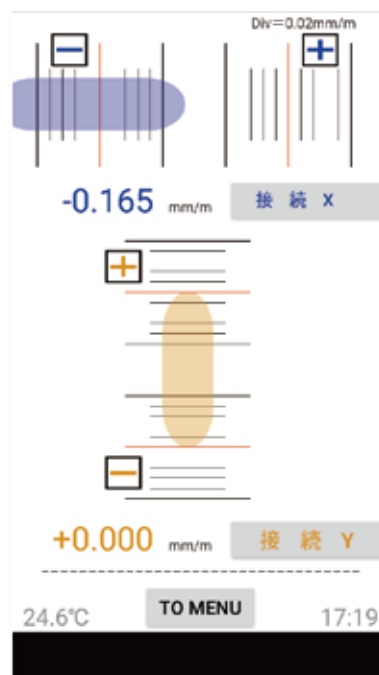 Div=0.02mm/m
− +
-0.165 mm/m 接 続 X
+
−
+0.000 mm/m 接 続 Y
24.6℃ TO MENU 17:19